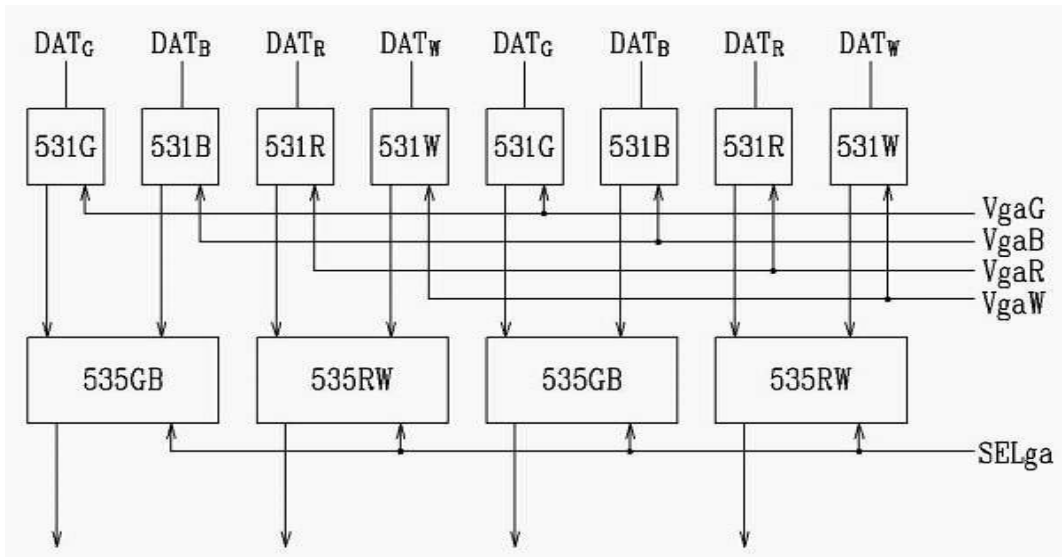 DATG DATB DATR DATW DATG DATB DATR DATW
531G 531B 531R 531W 531G 531B 531R 531W
VgaG
VgaB
VgaR
VgaW
535GB 535RW 535GB 535RW
SELga